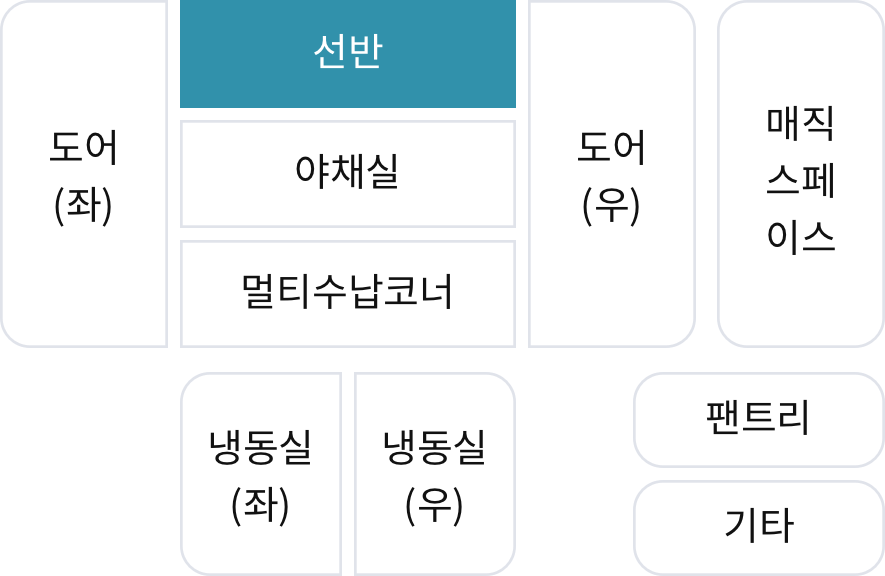 도어
(좌)
선반
야채실
멀티수납코너
도어
(우)
매직
스페
이스
냉동실
(좌)
냉동실
(우)
팬트리
기타